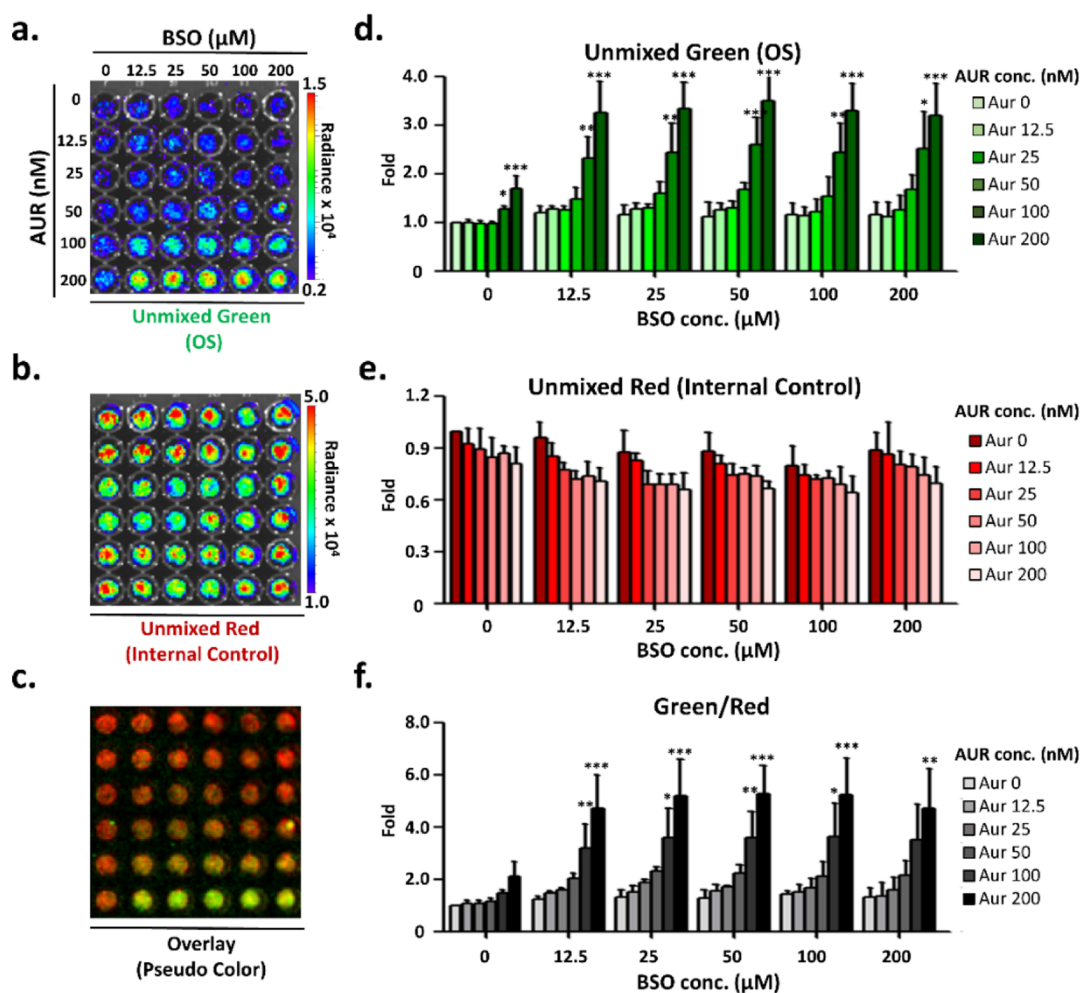 a.
BSO (µM)
0 12.5 25 50 100 200
AUR (nM)
0
12.5
25
50
100
200
1.5
Radiance x 10⁴
0.2
Unmixed Green
(OS)
b.
5.0
Radiance x 10⁴
1.0
Unmixed Red
(Internal Control)
c.
Overlay
(Pseudo Color)
d.
Unmixed Green (OS)
Fold
4.0
3.0
2.0
1.0
0
* ***
** ***
** ***
** ***
** ***
* ***
0 12.5 25 50 100 200
BSO conc. (µM)
AUR conc. (nM)
Aur 0
Aur 12.5
Aur 25
Aur 50
Aur 100
Aur 200
e.
Unmixed Red (Internal Control)
Fold
1.2
0.9
0.6
0.3
0
0 12.5 25 50 100 200
BSO conc. (µM)
AUR conc. (nM)
Aur 0
Aur 12.5
Aur 25
Aur 50
Aur 100
Aur 200
f.
Green/Red
Fold
8.0
6.0
4.0
2.0
0
** ***
* ***
** ***
* ***
**
0 12.5 25 50 100 200
BSO conc. (µM)
AUR conc. (nM)
Aur 0
Aur 12.5
Aur 25
Aur 50
Aur 100
Aur 200